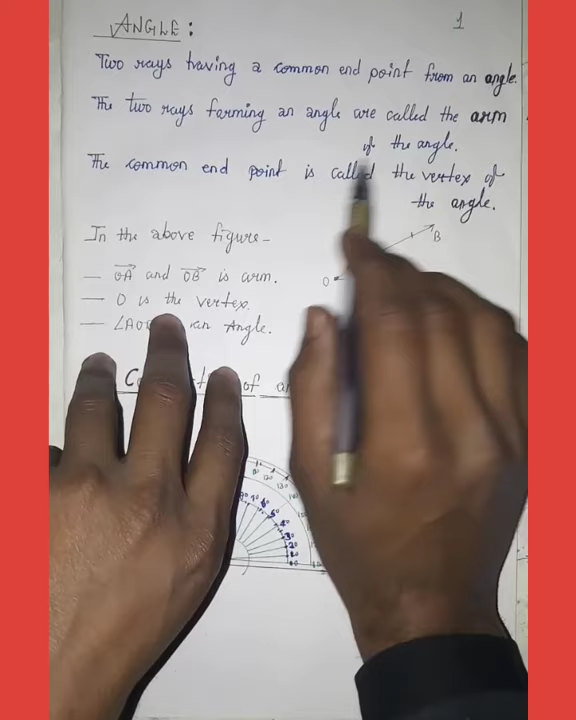 ANGLE:
1
Two rays having a common end point from an angle.
The two rays farming an angle are called the arm
of the angle.
The common end point is called the vertex of
the angle.
In the above figure-
B
— OA and OB is arm.
O
— O is the vertex.
— an Angle.
of